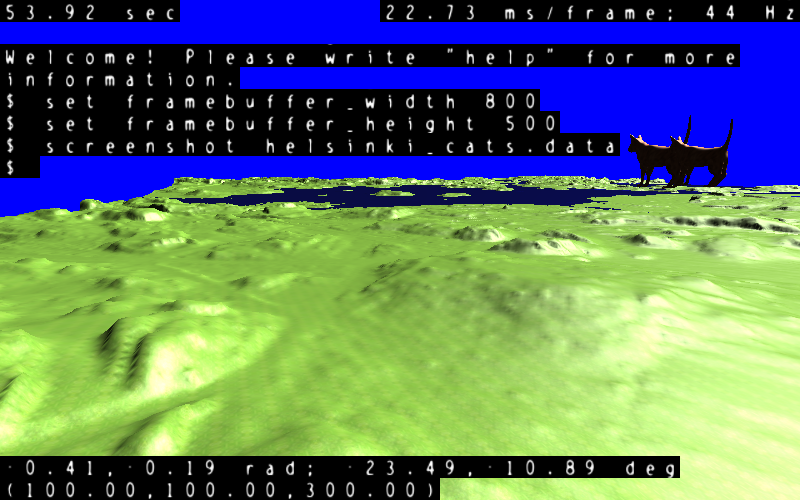 53.92 sec 22.73 ms/frame; 44 Hz
Welcome! Please write "help" for more
information.
$ set framebuffer_width 800
$ set framebuffer_height 500
$ screenshot helsinki_cats.data
$
-0.41,-0.19 rad; -23.49,-10.89 deg
(100.00,100.00,300.00)